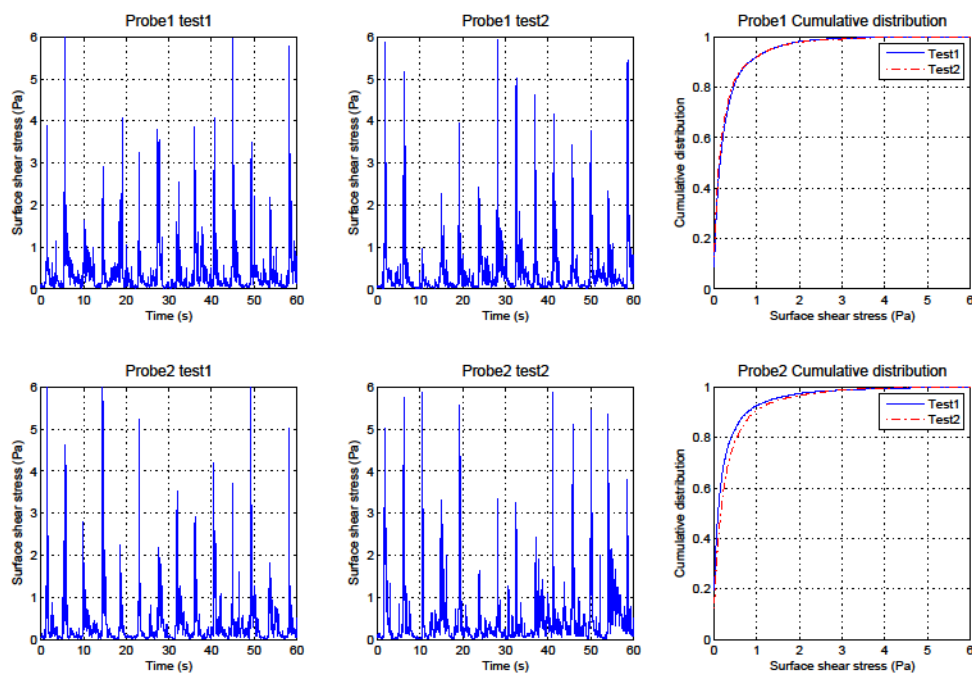 Probe1 test1
Probe1 test2
Probe1 Cumulative distribution
Surface shear stress (Pa)
6
5
4
3
2
1
0
0 10 20 30 40 50 60
Time (s)
Surface shear stress (Pa)
6
5
4
3
2
1
0
0 10 20 30 40 50 60
Time (s)
Cumulative distribution
1
0.8
0.6
0.4
0.2
0
0 1 2 3 4 5 6
Surface shear stress (Pa)
Test1
Test2
Probe2 test1
Probe2 test2
Probe2 Cumulative distribution
Surface shear stress (Pa)
6
5
4
3
2
1
0
0 10 20 30 40 50 60
Time (s)
Surface shear stress (Pa)
6
5
4
3
2
1
0
0 10 20 30 40 50 60
Time (s)
Cumulative distribution
1
0.8
0.6
0.4
0.2
0
0 1 2 3 4 5 6
Surface shear stress (Pa)
Test1
Test2